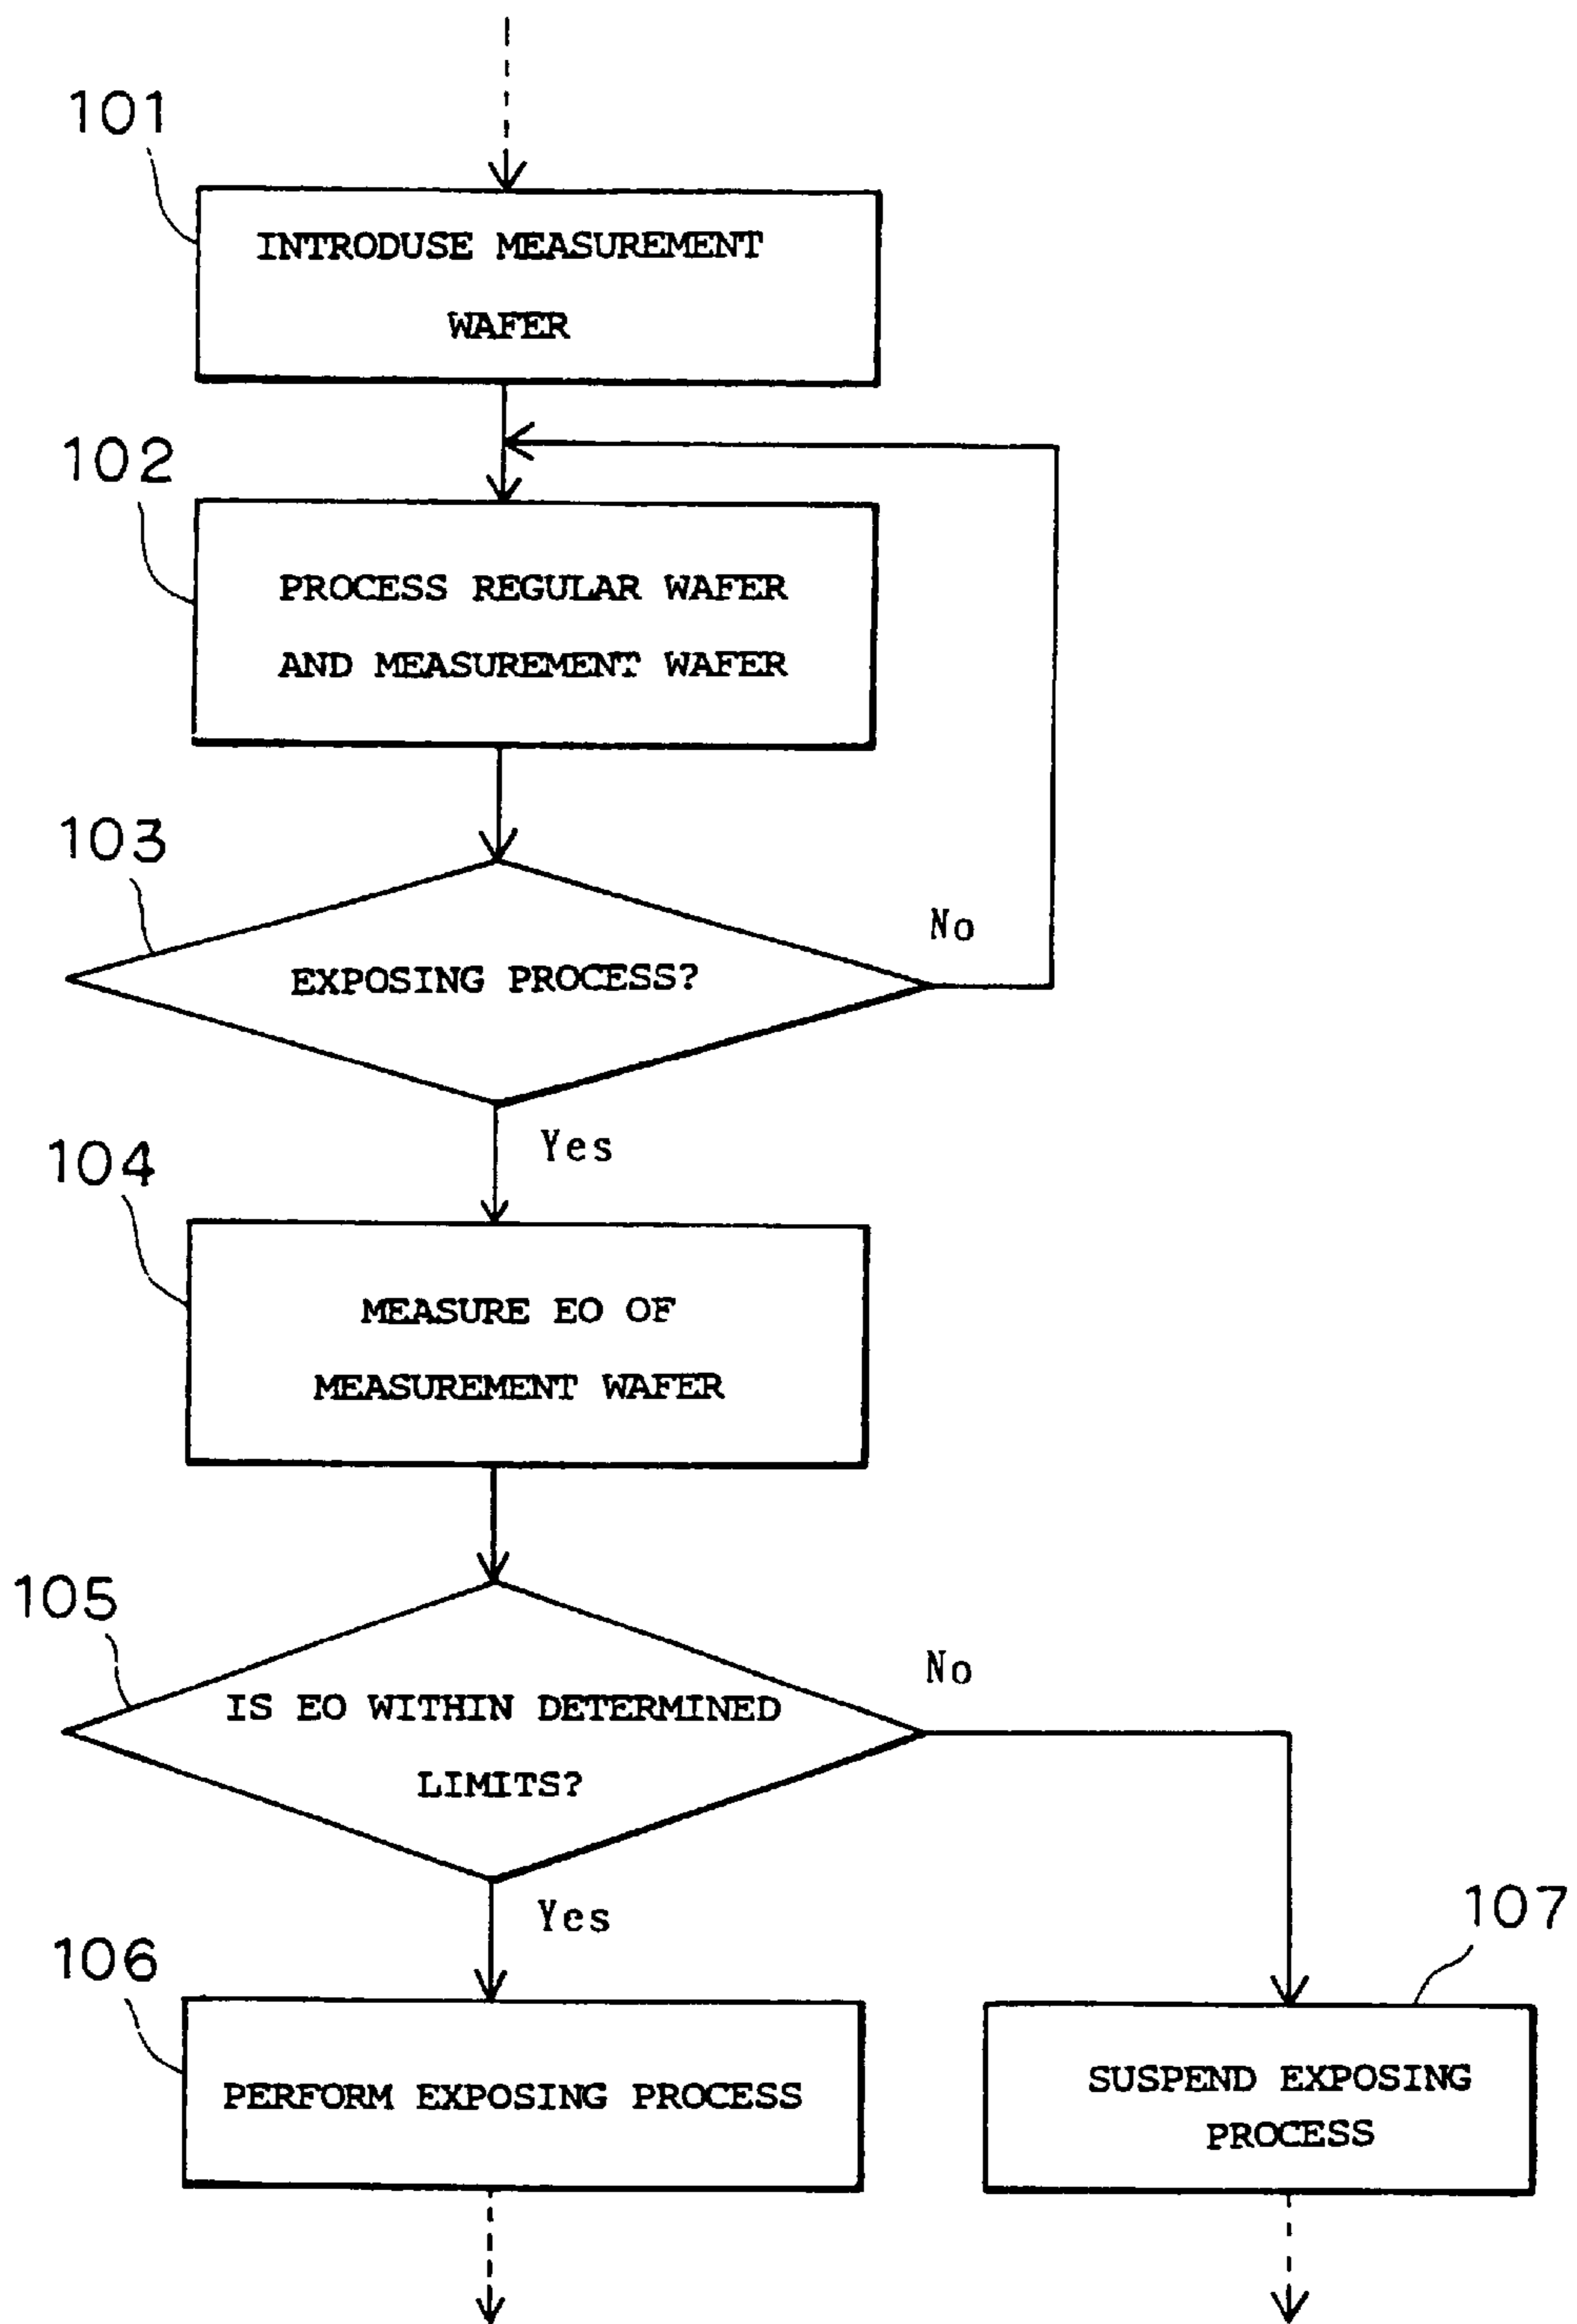 101
INTRODUSE MEASUREMENT
WAFER
102
PROCESS REGULAR WAFER
AND MEASUREMENT WAFER
103
EXPOSING PROCESS?
No
Yes
104
MEASURE EO OF
MEASUREMENT WAFER
105
IS EO WITHIN DETERMINED
LIMITS?
No
Yes
106
PERFORM EXPOSING PROCESS
107
SUSPEND EXPOSING
PROCESS